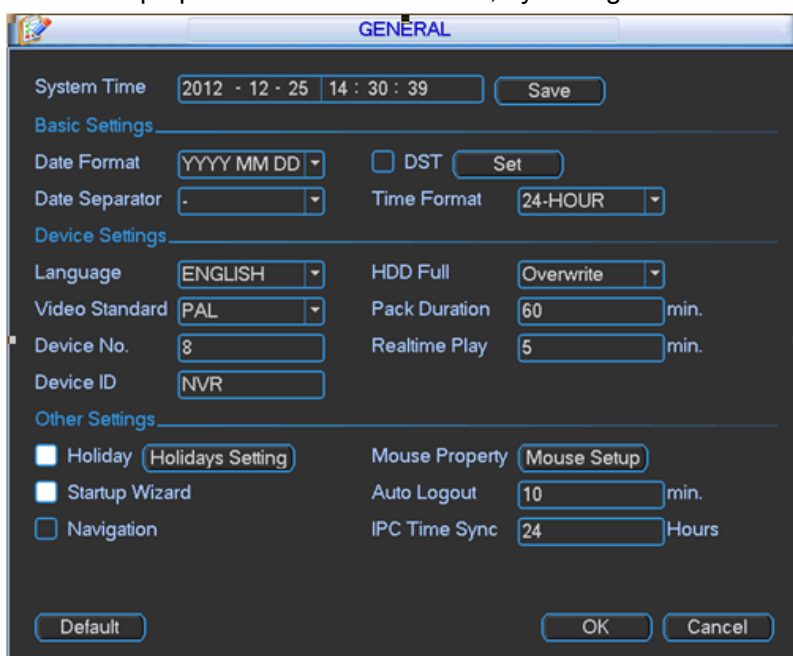 GENERAL
System Time 2012 - 12 - 25 14 : 30 : 39 Save
Basic Settings
Date Format YYYY MM DD DST Set
Date Separator - Time Format 24-HOUR
Device Settings
Language ENGLISH HDD Full Overwrite
Video Standard PAL Pack Duration 60 min.
Device No. 8 Realtime Play 5 min.
Device ID NVR
Other Settings
Holiday Holidays Setting Mouse Property Mouse Setup
Startup Wizard Auto Logout 10 min.
Navigation IPC Time Sync 24 Hours
Default OK Cancel